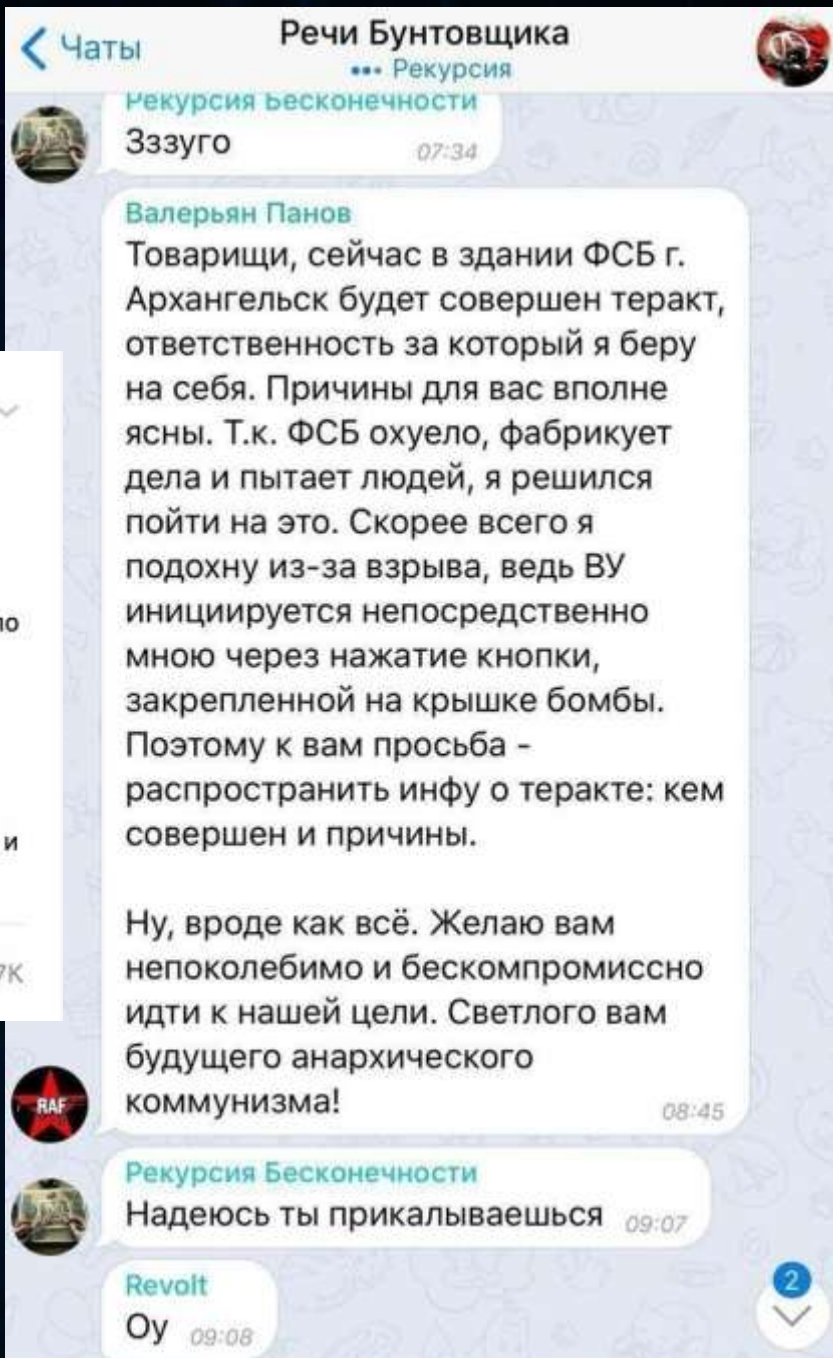 Чаты
Речи Бунтовщика
••• Рекурсия
Рекурсия Бесконечности
Зззуго
07:34
Валерьян Панов
Товарищи, сейчас в здании ФСБ г.
Архангельск будет совершен теракт,
ответственность за который я беру
на себя. Причины для вас вполне
ясны. Т.к. ФСБ охуело, фабрикует
дела и пытает людей, я решился
пойти на это. Скорее всего я
подохну из-за взрыва, ведь ВУ
инициируется непосредственно
мною через нажатие кнопки,
закрепленной на крышке бомбы.
Поэтому к вам просьба -
распространить инфу о теракте: кем
совершен и причины.
Ну, вроде как всё. Желаю вам
непоколебимо и бескомпромиссно
идти к нашей цели. Светлого вам
будущего анархического
коммунизма!
08:45
RAF
Рекурсия Бесконечности
Надеюсь ты прикалываешься 09:07
Revolt
Оу 09:08
2
и
7K